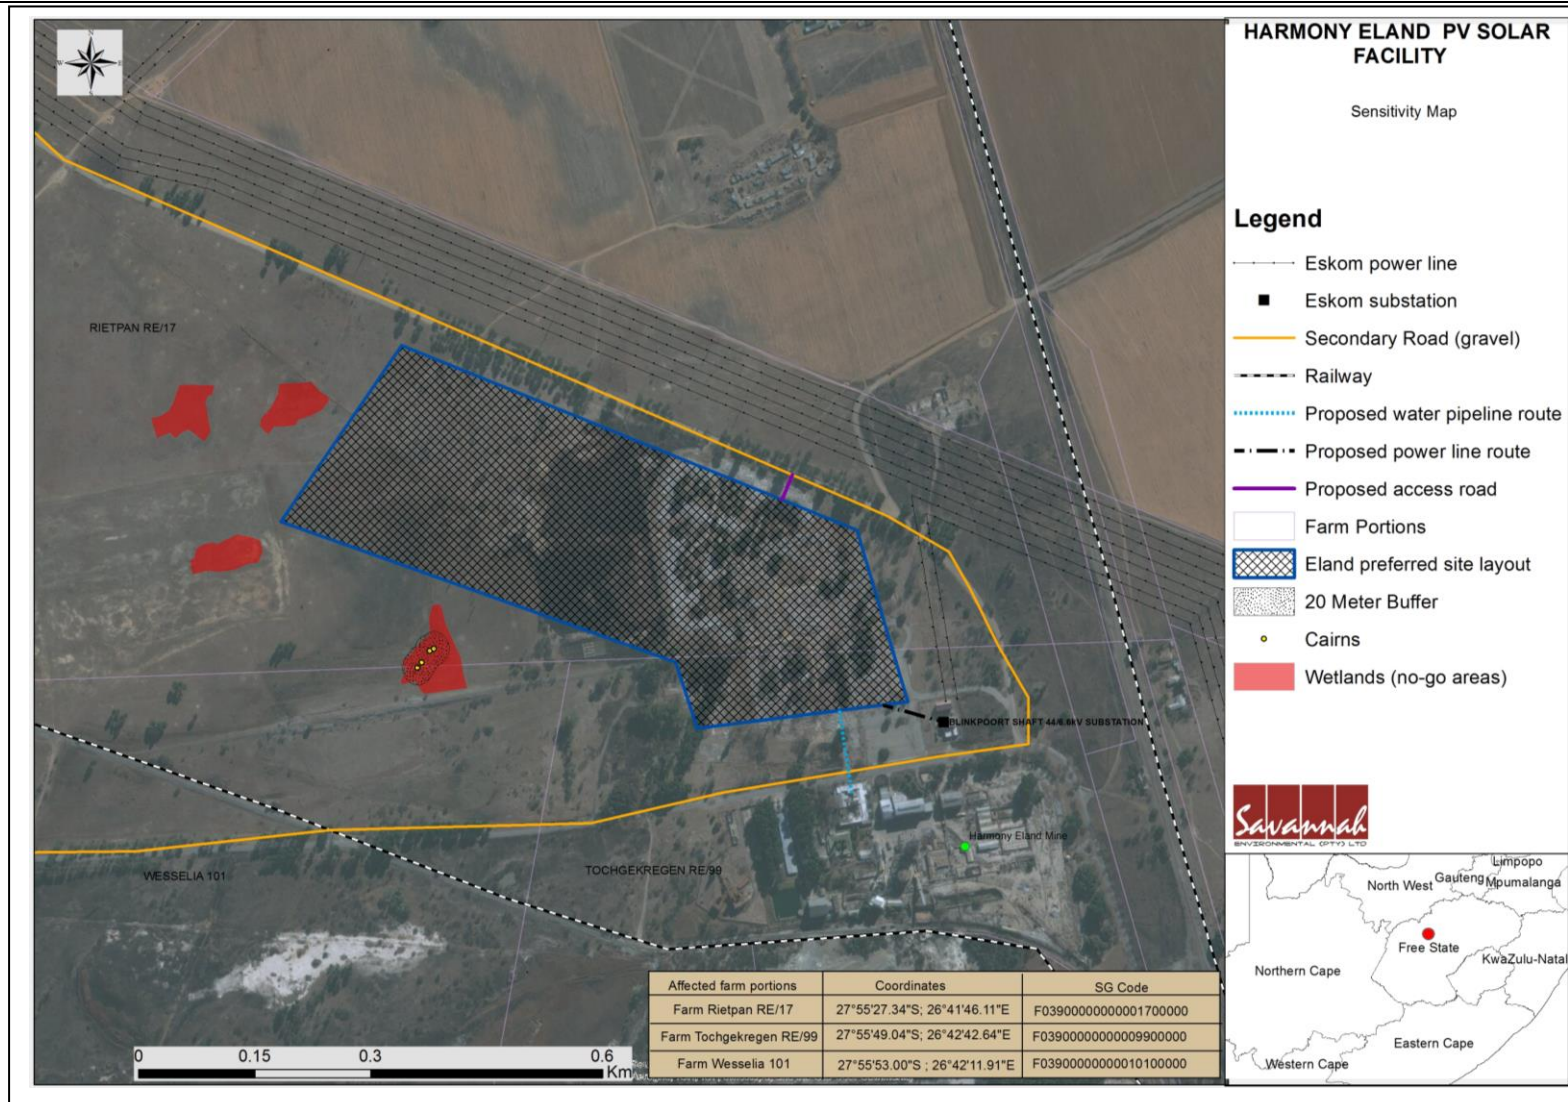 HARMONY ELAND PV SOLAR
FACILITY
Sensitivity Map
Legend
Eskom power line
Eskom substation
Secondary Road (gravel)
Railway
Proposed water pipeline route
Proposed power line route
Proposed access road
Farm Portions
Eland preferred site layout
20 Meter Buffer
Cairns
Wetlands (no-go areas)
Savannah
ENVIRONMENTAL (PTY) LTD
N
W
E
S
RIETPAN RE/17
BLINKPOORT SHAFT 44/6.6kV SUBSTATION
Harmony Eland Mine
TOCHGEKREGEN RE/99
WESSELIA 101
0 0.15 0.3 0.6
Km
Affected farm portions Coordinates SG Code
Farm Rietpan RE/17 27°55'27.34"S; 26°41'46.11"E F03900000000001700000
Farm Tochgekregen RE/99 27°55'49.04"S; 26°42'42.64"E F03900000000009900000
Farm Wesselia 101 27°55'53.00"S ; 26°42'11.91"E F03900000000010100000
Limpopo
North West
Gauteng
Mpumalanga
Free State
KwaZulu-Natal
Northern Cape
Eastern Cape
Western Cape